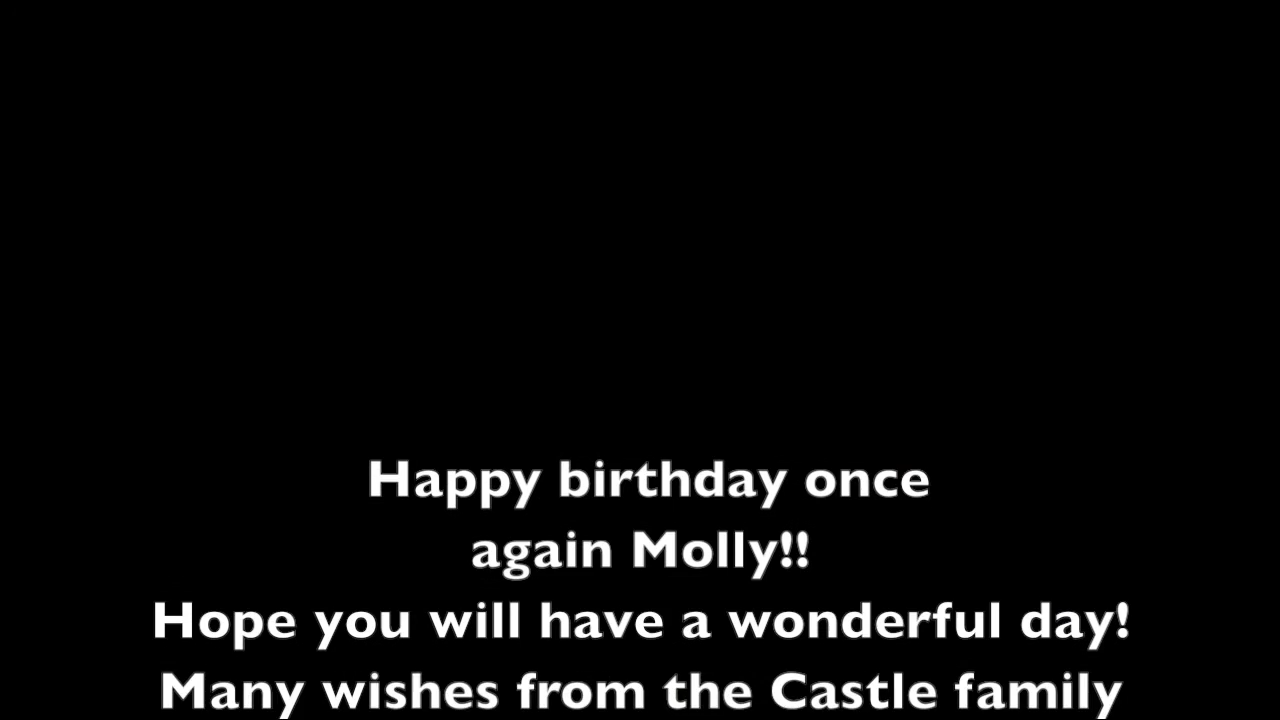 Happy birthday once
again Molly!!
Hope you will have a wonderful day!
Many wishes from the Castle family